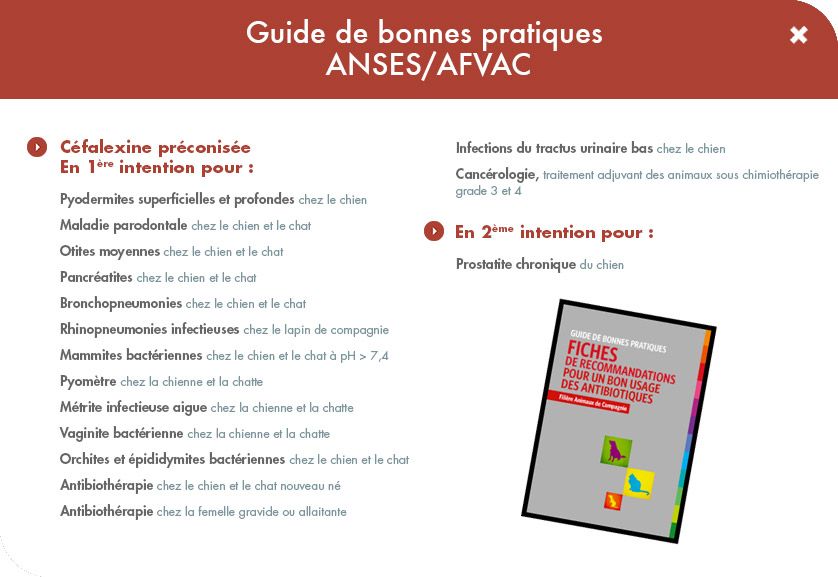 Guide de bonnes pratiques
ANSES/AFVAC
Céfalexine préconisée
En 1ère intention pour :
Pyodermites superficielles et profondes chez le chien
Maladie parodontale chez le chien et le chat
Otites moyennes chez le chien et le chat
Pancréatites chez le chien et le chat
Bronchopneumonies chez le chien et le chat
Rhinopneumonies infectieuses chez le lapin de compagnie
Mammites bactériennes chez le chien et le chat à pH > 7,4
Pyomètre chez la chienne et la chatte
Métrite infectieuse aigue chez la chienne et la chatte
Vaginite bactérienne chez la chienne et la chatte
Orchites et épididymites bactériennes chez le chien et le chat
Antibiothérapie chez le chien et le chat nouveau né
Antibiothérapie chez la femelle gravide ou allaitante
Infections du tractus urinaire bas chez le chien
Cancérologie, traitement adjuvant des animaux sous chimiothérapie
grade 3 et 4
En 2ème intention pour :
Prostatite chronique du chien
GUIDE DE BONNES PRATIQUES
FICHES
DE RECOMMANDATIONS
POUR UN BON USAGE
DES ANTIBIOTIQUES
Filière Animaux de Compagnie